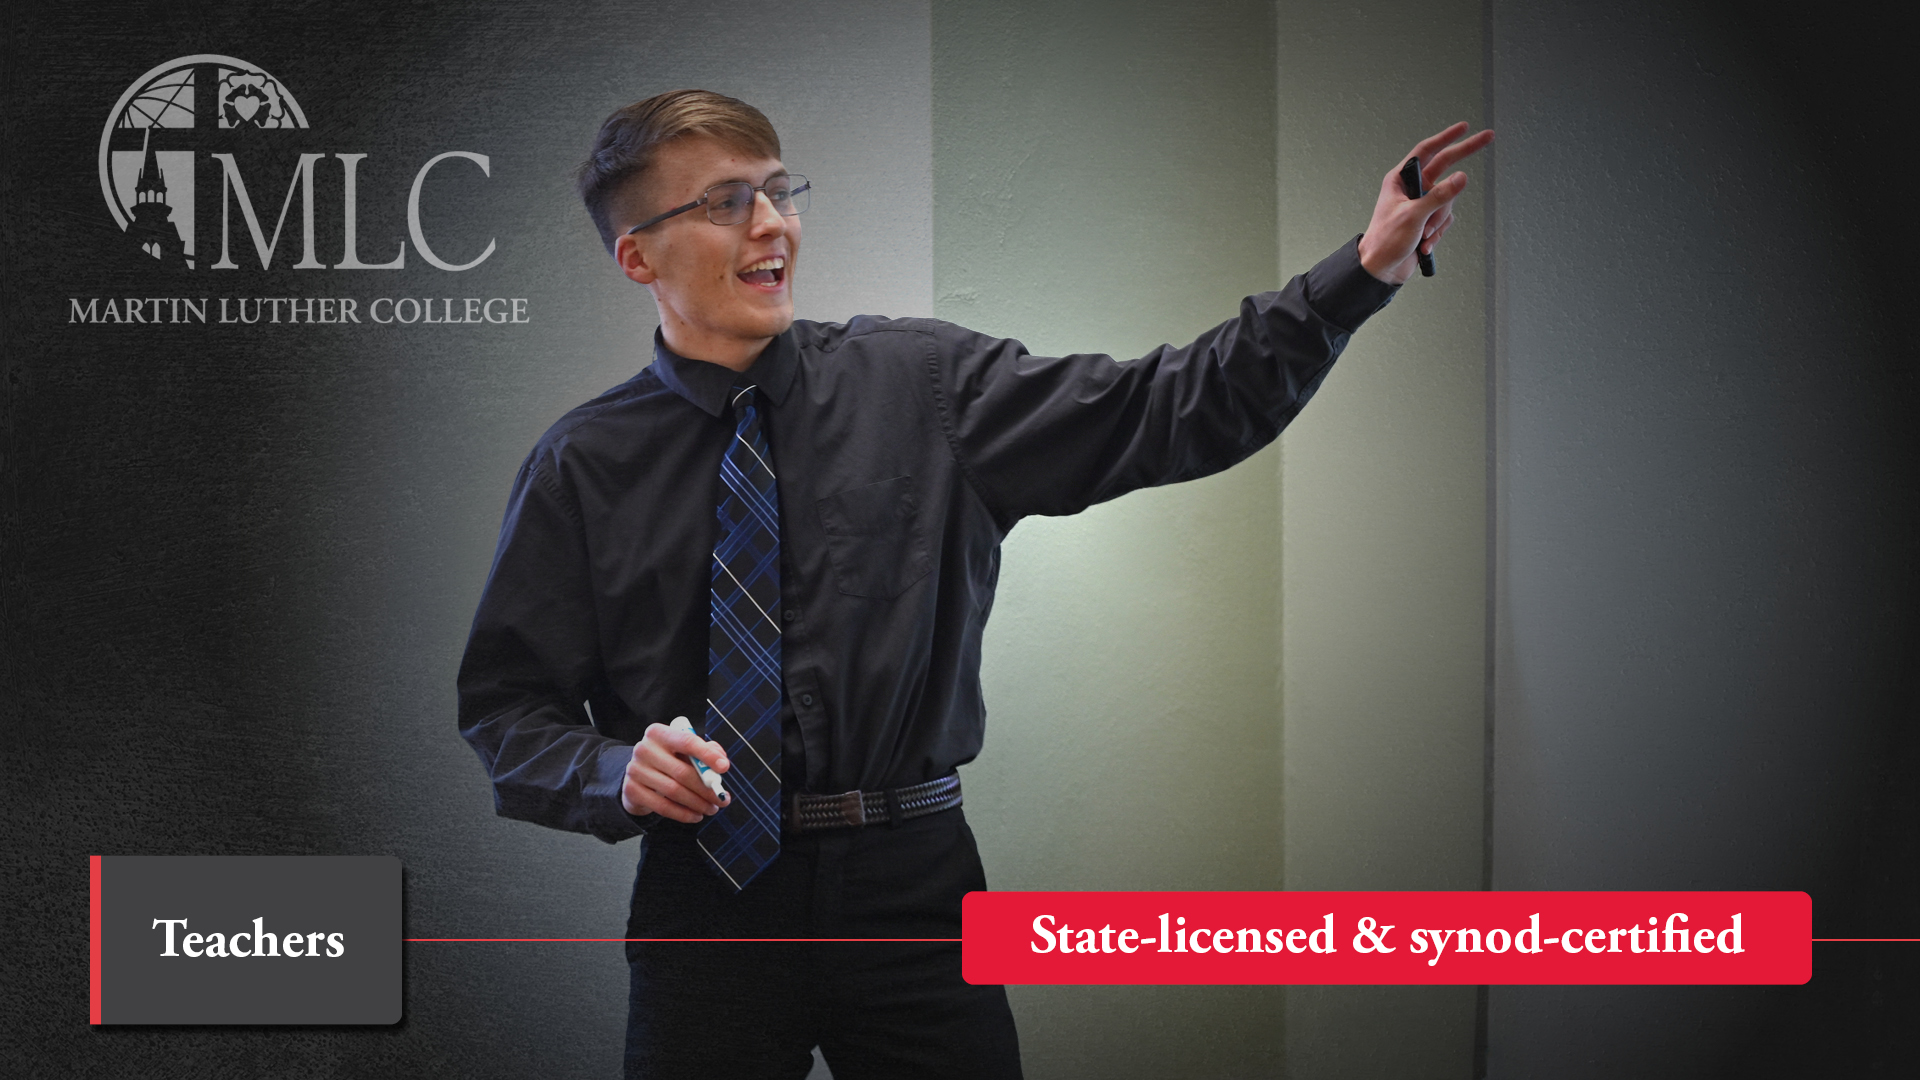 MLC
MARTIN LUTHER COLLEGE
Teachers
State-licensed & synod-certified